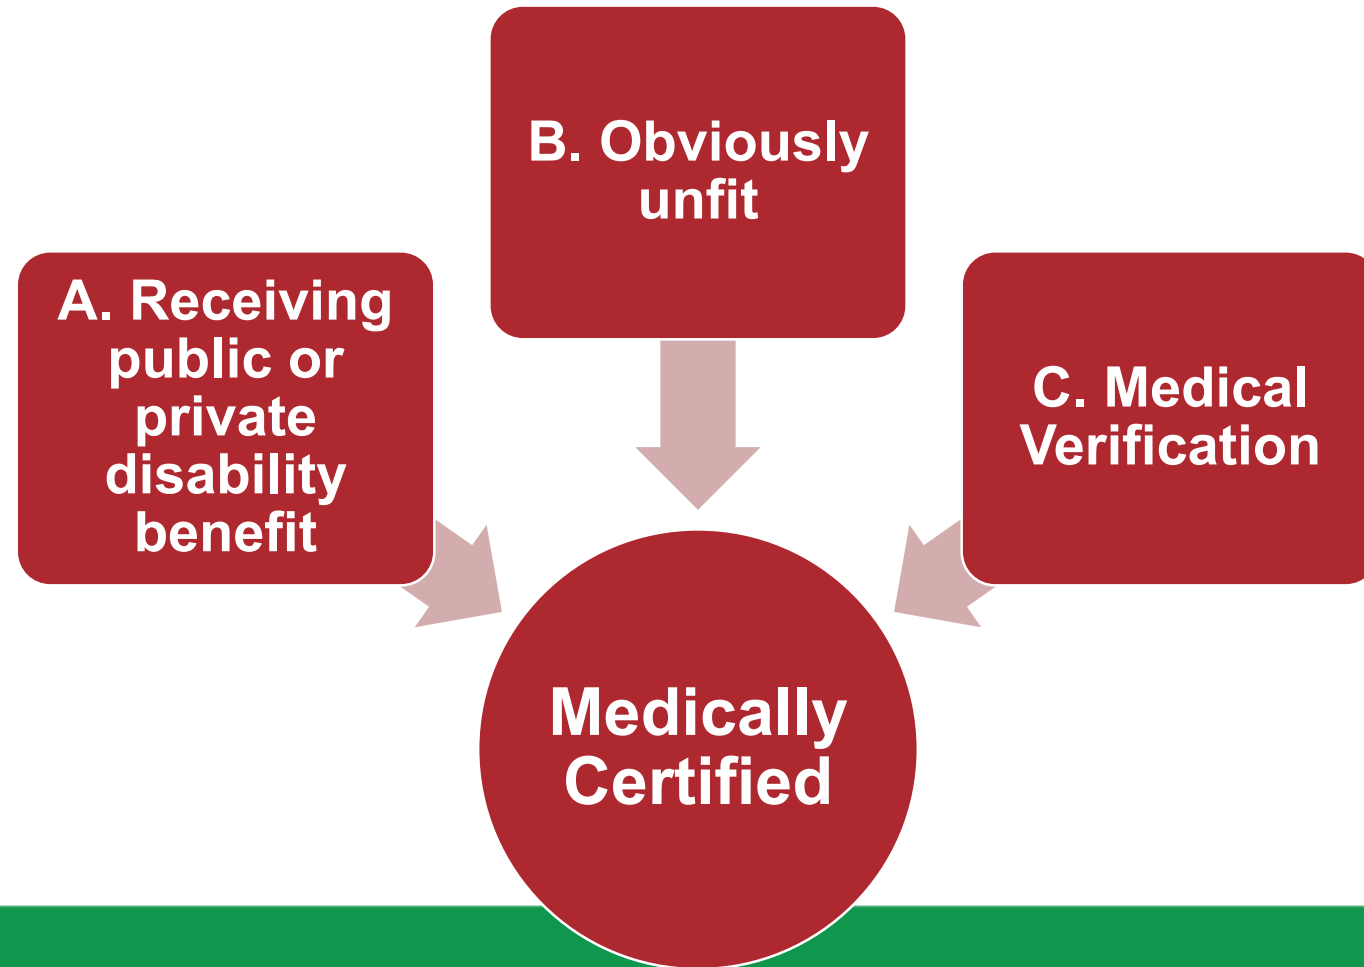 B. Obviously
unfit
A. Receiving
public or
private
disability
benefit
C. Medical
Verification
Medically
Certified